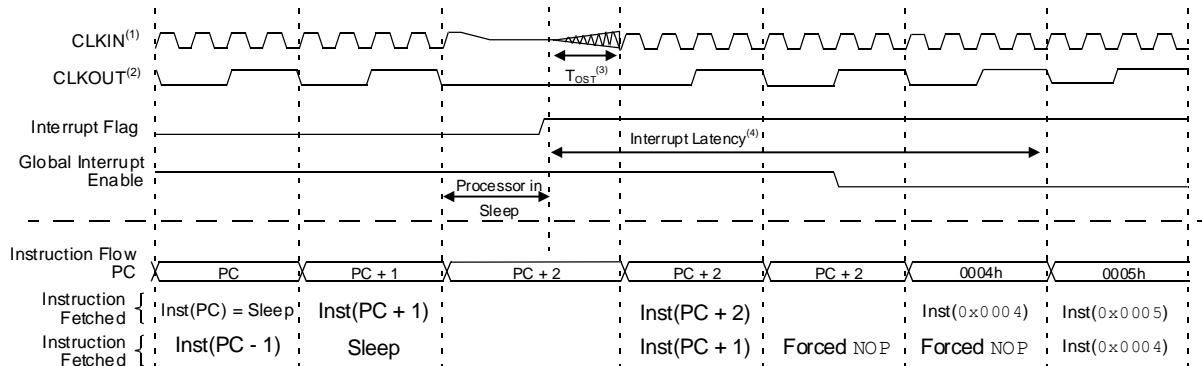 CLKIN(1)
CLKOUT(2)
TOST(3)
Interrupt Flag
Interrupt Latency(4)
Global Interrupt
Enable
Processor in
Sleep
Instruction Flow
PC PC PC + 1 PC + 2 PC + 2 PC + 2 0004h 0005h
Instruction
Fetched { Inst(PC) = Sleep Inst(PC + 1) Inst(PC + 2) Inst(0x0004) Inst(0x0005)
Instruction
Fetched { Inst(PC - 1) Sleep Inst(PC + 1) Forced NOP Forced NOP Inst(0x0004)